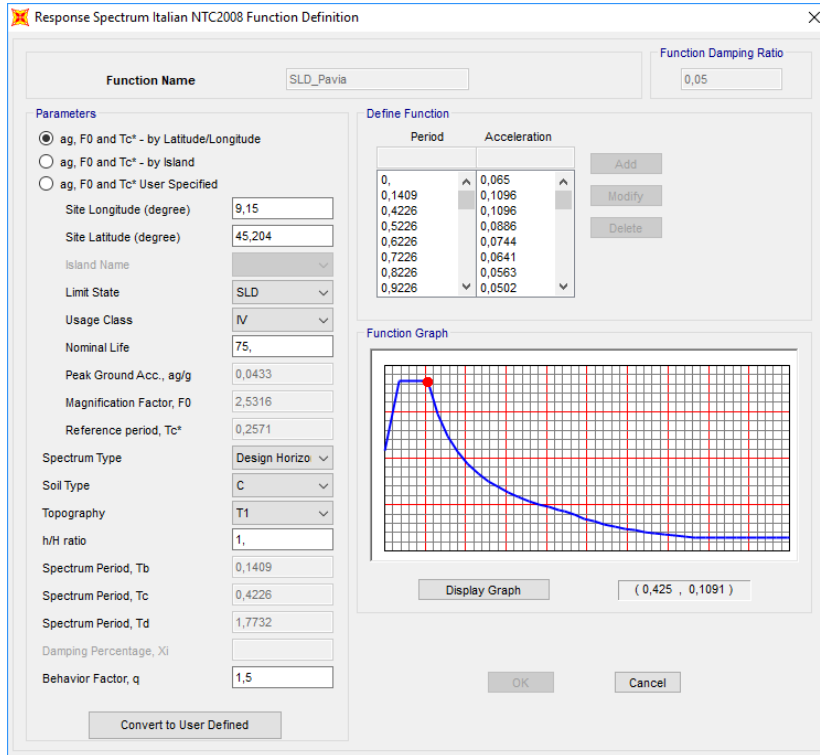 Response Spectrum Italian NTC2008 Function Definition
Function Name
SLD_Pavia
Function Damping Ratio
0,05
Parameters
ag, F0 and Tc* - by Latitude/Longitude
ag, F0 and Tc* - by Island
ag, F0 and Tc* User Specified
Site Longitude (degree) 9,15
Site Latitude (degree) 45,204
Island Name
Limit State SLD
Usage Class IV
Nominal Life 75,
Peak Ground Acc., ag/g 0,0433
Magnification Factor, F0 2,5316
Reference period, Tc* 0,2571
Spectrum Type Design Horizo
Soil Type C
Topography T1
h/H ratio 1,
Spectrum Period, Tb 0,1409
Spectrum Period, Tc 0,4226
Spectrum Period, Td 1,7732
Damping Percentage, Xi
Behavior Factor, q 1,5
Convert to User Defined
Define Function
Period Acceleration
0, 0,065
0,1409 0,1096
0,4226 0,1096
0,5226 0,0886
0,6226 0,0744
0,7226 0,0641
0,8226 0,0563
0,9226 0,0502
Add
Modify
Delete
Function Graph
Display Graph
( 0,425 , 0,1091 )
OK
Cancel